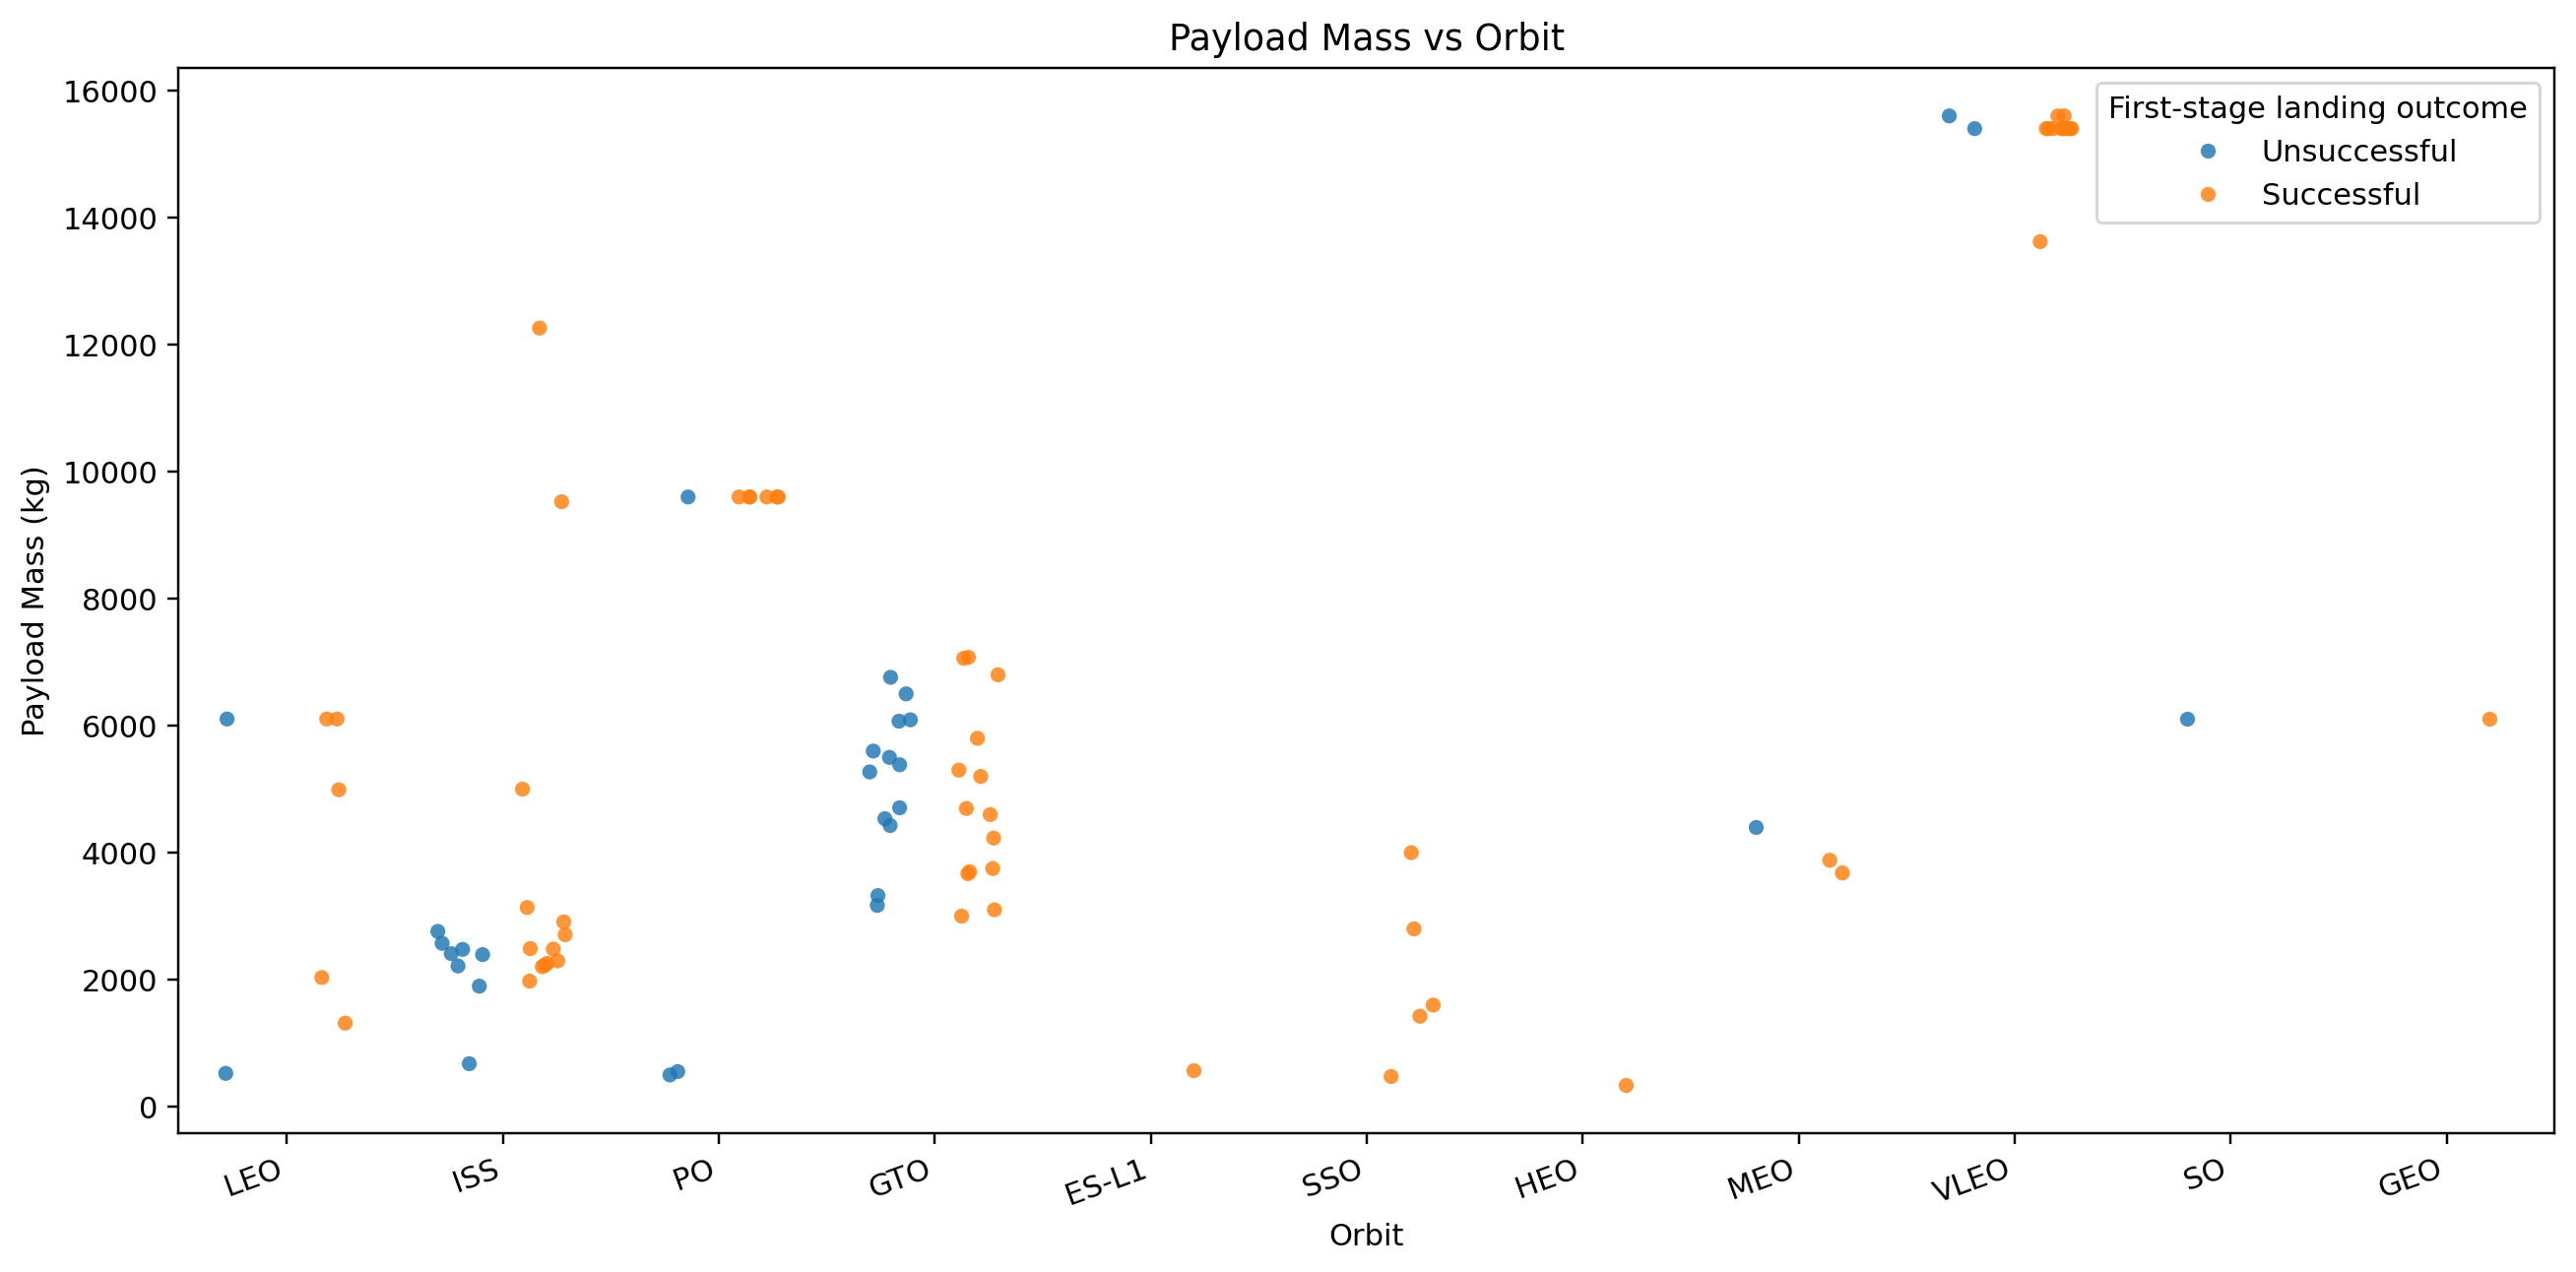 Payload Mass vs Orbit
First-stage landing outcome
Unsuccessful
Successful
Payload Mass (kg)
16000
14000
12000
10000
8000
6000
4000
2000
0
LEO
ISS
PO
GTO
ES-L1
SSO
HEO
MEO
VLEO
SO
GEO
Orbit